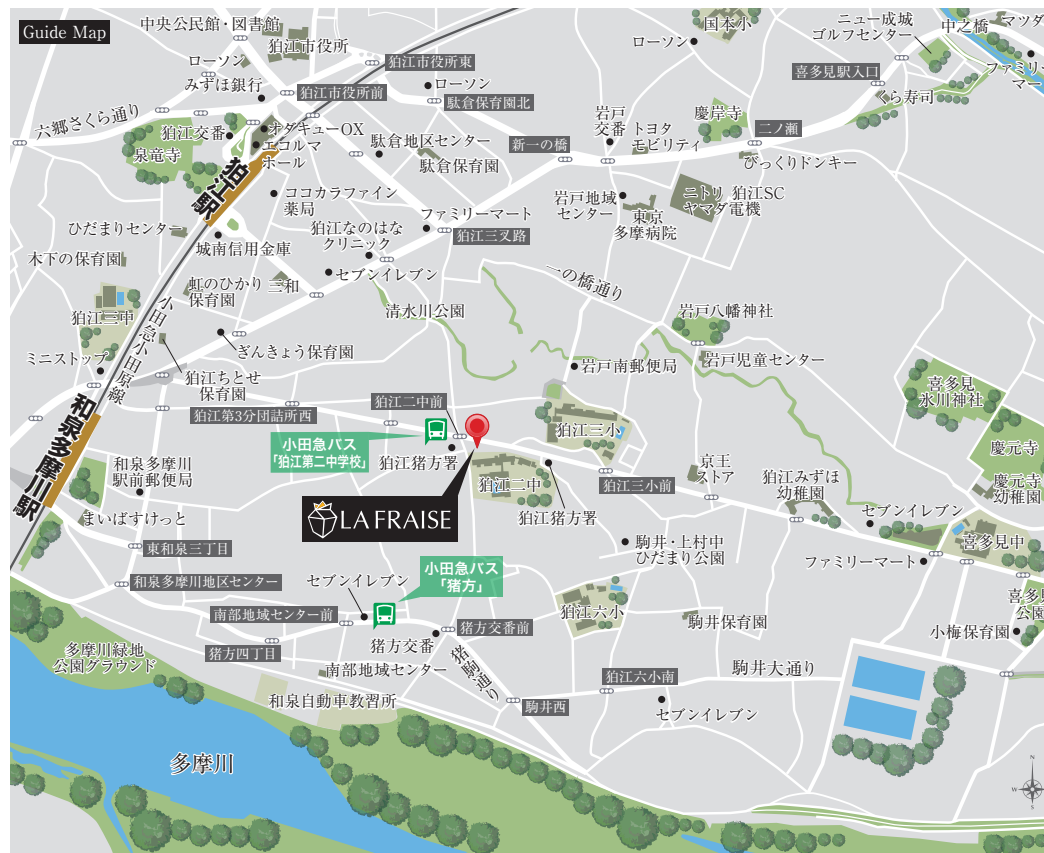 Guide Map
中央公民館・図書館
狛江市役所
ローソン
みずほ銀行
狛江市役所東
狛江市役所前
ローソン
駄倉保育園北
国本小
ローソン
ニュー成城
ゴルフセンター
中之橋
マツダ
ファミリー
マー
喜多見駅入口
くら寿司
六郷さくら通り
狛江交番
泉竜寺
オダキューOX
エコルマ
ホール
狛江駅
駄倉地区センター
駄倉保育園
新一の橋
岩戸
交番
トヨタ
モビリティ
慶岸寺
二ノ瀬
びっくりドンキー
ココカラファイン
薬局
ファミリーマート
狛江三叉路
岩戸地域
センター
東京
多摩病院
ニトリ 狛江SC
ヤマダ電機
ひだまりセンター
城南信用金庫
狛江なのはな
クリニック
木下の保育園
虹のひかり
保育園
三和
セブンイレブン
一の橋通り
狛江三中
小田急小田原線
清水川公園
岩戸八幡神社
ミニストップ
ぎんきょう保育園
岩戸南郵便局
岩戸児童センター
狛江ちとせ
保育園
狛江第3分団詰所西
狛江二中前
喜多見
氷川神社
和泉多摩川駅
小田急バス
「狛江第二中学校」
狛江猪方署
狛江三小
慶元寺
和泉多摩川
駅前郵便局
狛江二中
京王
ストア
狛江三小前
狛江みずほ
幼稚園
慶元寺
幼稚園
LA FRAISE
狛江猪方署
セブンイレブン
まいばすけっと
東和泉三丁目
駒井・上村中
ひだまり公園
喜多見中
ファミリーマート
小田急バス
「猪方」
和泉多摩川地区センター
セブンイレブン
南部地域センター前
狛江六小
駒井保育園
喜多見
公園
小梅保育園
猪方交番
猪方交番前
猪方四丁目
多摩川緑地
公園グラウンド
南部地域センター
猪駒通り
狛江六小南
駒井大通り
和泉自動車教習所
駒井西
セブンイレブン
多摩川
N
W
S